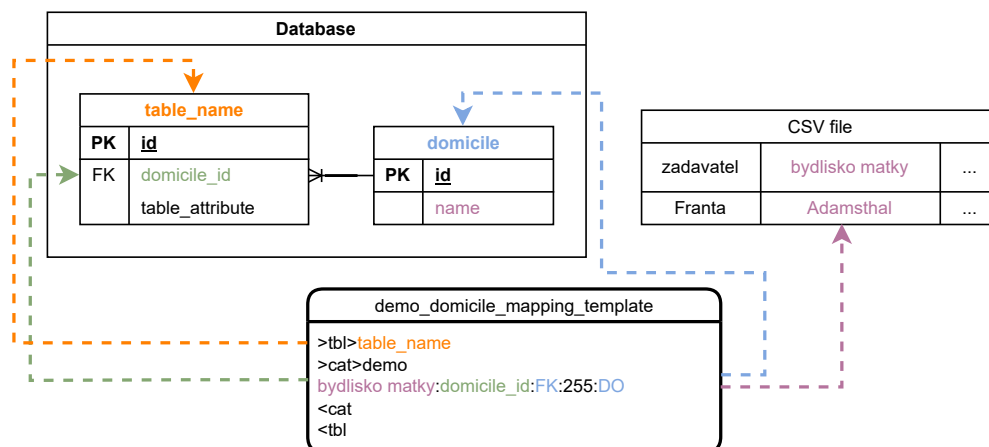 Database
table_name
PK id
FK domicile_id
table_attribute
domicile
PK id
name
CSV file
zadavatel bydlisko matky ...
Franta Adamsthal ...
demo_domicile_mapping_template
>tbl>table_name
>cat>demo
bydlisko matky:domicile_id:FK:255:DO
<cat
<tbl